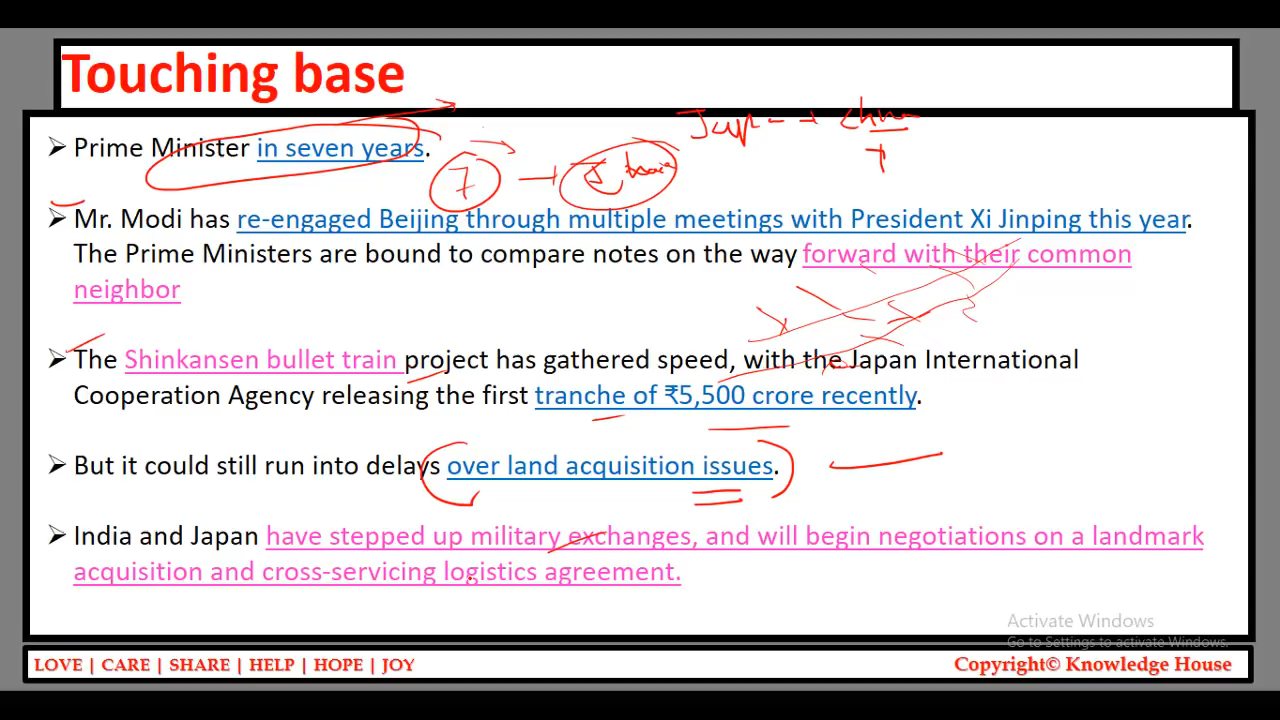 Touching base
➢ Prime Minister in seven years.
7
➢ Mr. Modi has re-engaged Beijing through multiple meetings with President Xi Jinping this year.
The Prime Ministers are bound to compare notes on the way forward with their common
neighbor
➢ The Shinkansen bullet train project has gathered speed, with the Japan International
Cooperation Agency releasing the first tranche of ₹5,500 crore recently.
➢ But it could still run into delays over land acquisition issues.
➢ India and Japan have stepped up military exchanges, and will begin negotiations on a landmark
acquisition and cross-servicing logistics agreement.
Activate Windows
Go to Settings to activate Windows.
LOVE | CARE | SHARE | HELP | HOPE | JOY
Copyright© Knowledge House